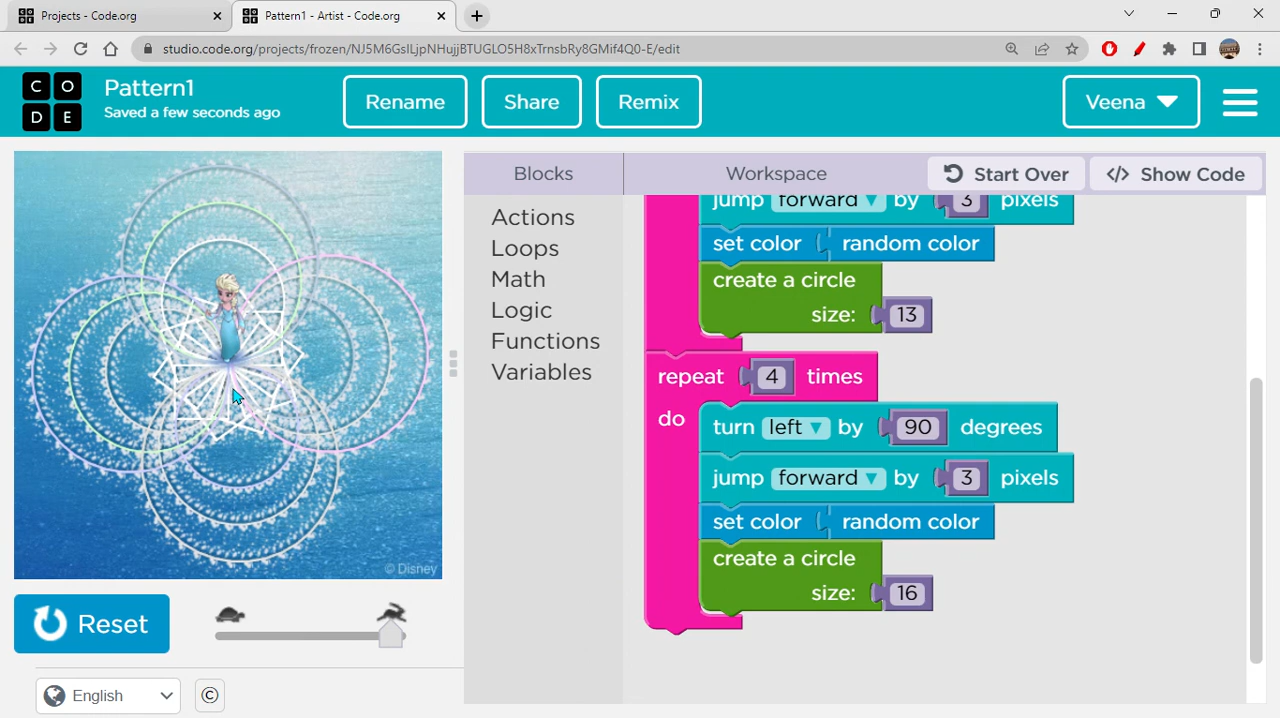 Projects - Code.org
Pattern1 - Artist - Code.org
studio.code.org/projects/frozen/NJ5M6GsILjpNHujjBTUGLO5H8xTrnsbRy8GMif4Q0-E/edit
C O
D E
Pattern1
Saved a few seconds ago
Rename
Share
Remix
Veena
Blocks
Workspace
Start Over
</> Show Code
Actions
Loops
Math
Logic
Functions
Variables
jump forward by 3 pixels
set color random color
create a circle
size: 13
repeat 4 times
do turn left by 90 degrees
jump forward by 3 pixels
set color random color
create a circle
size: 16
© Disney
Reset
English
©